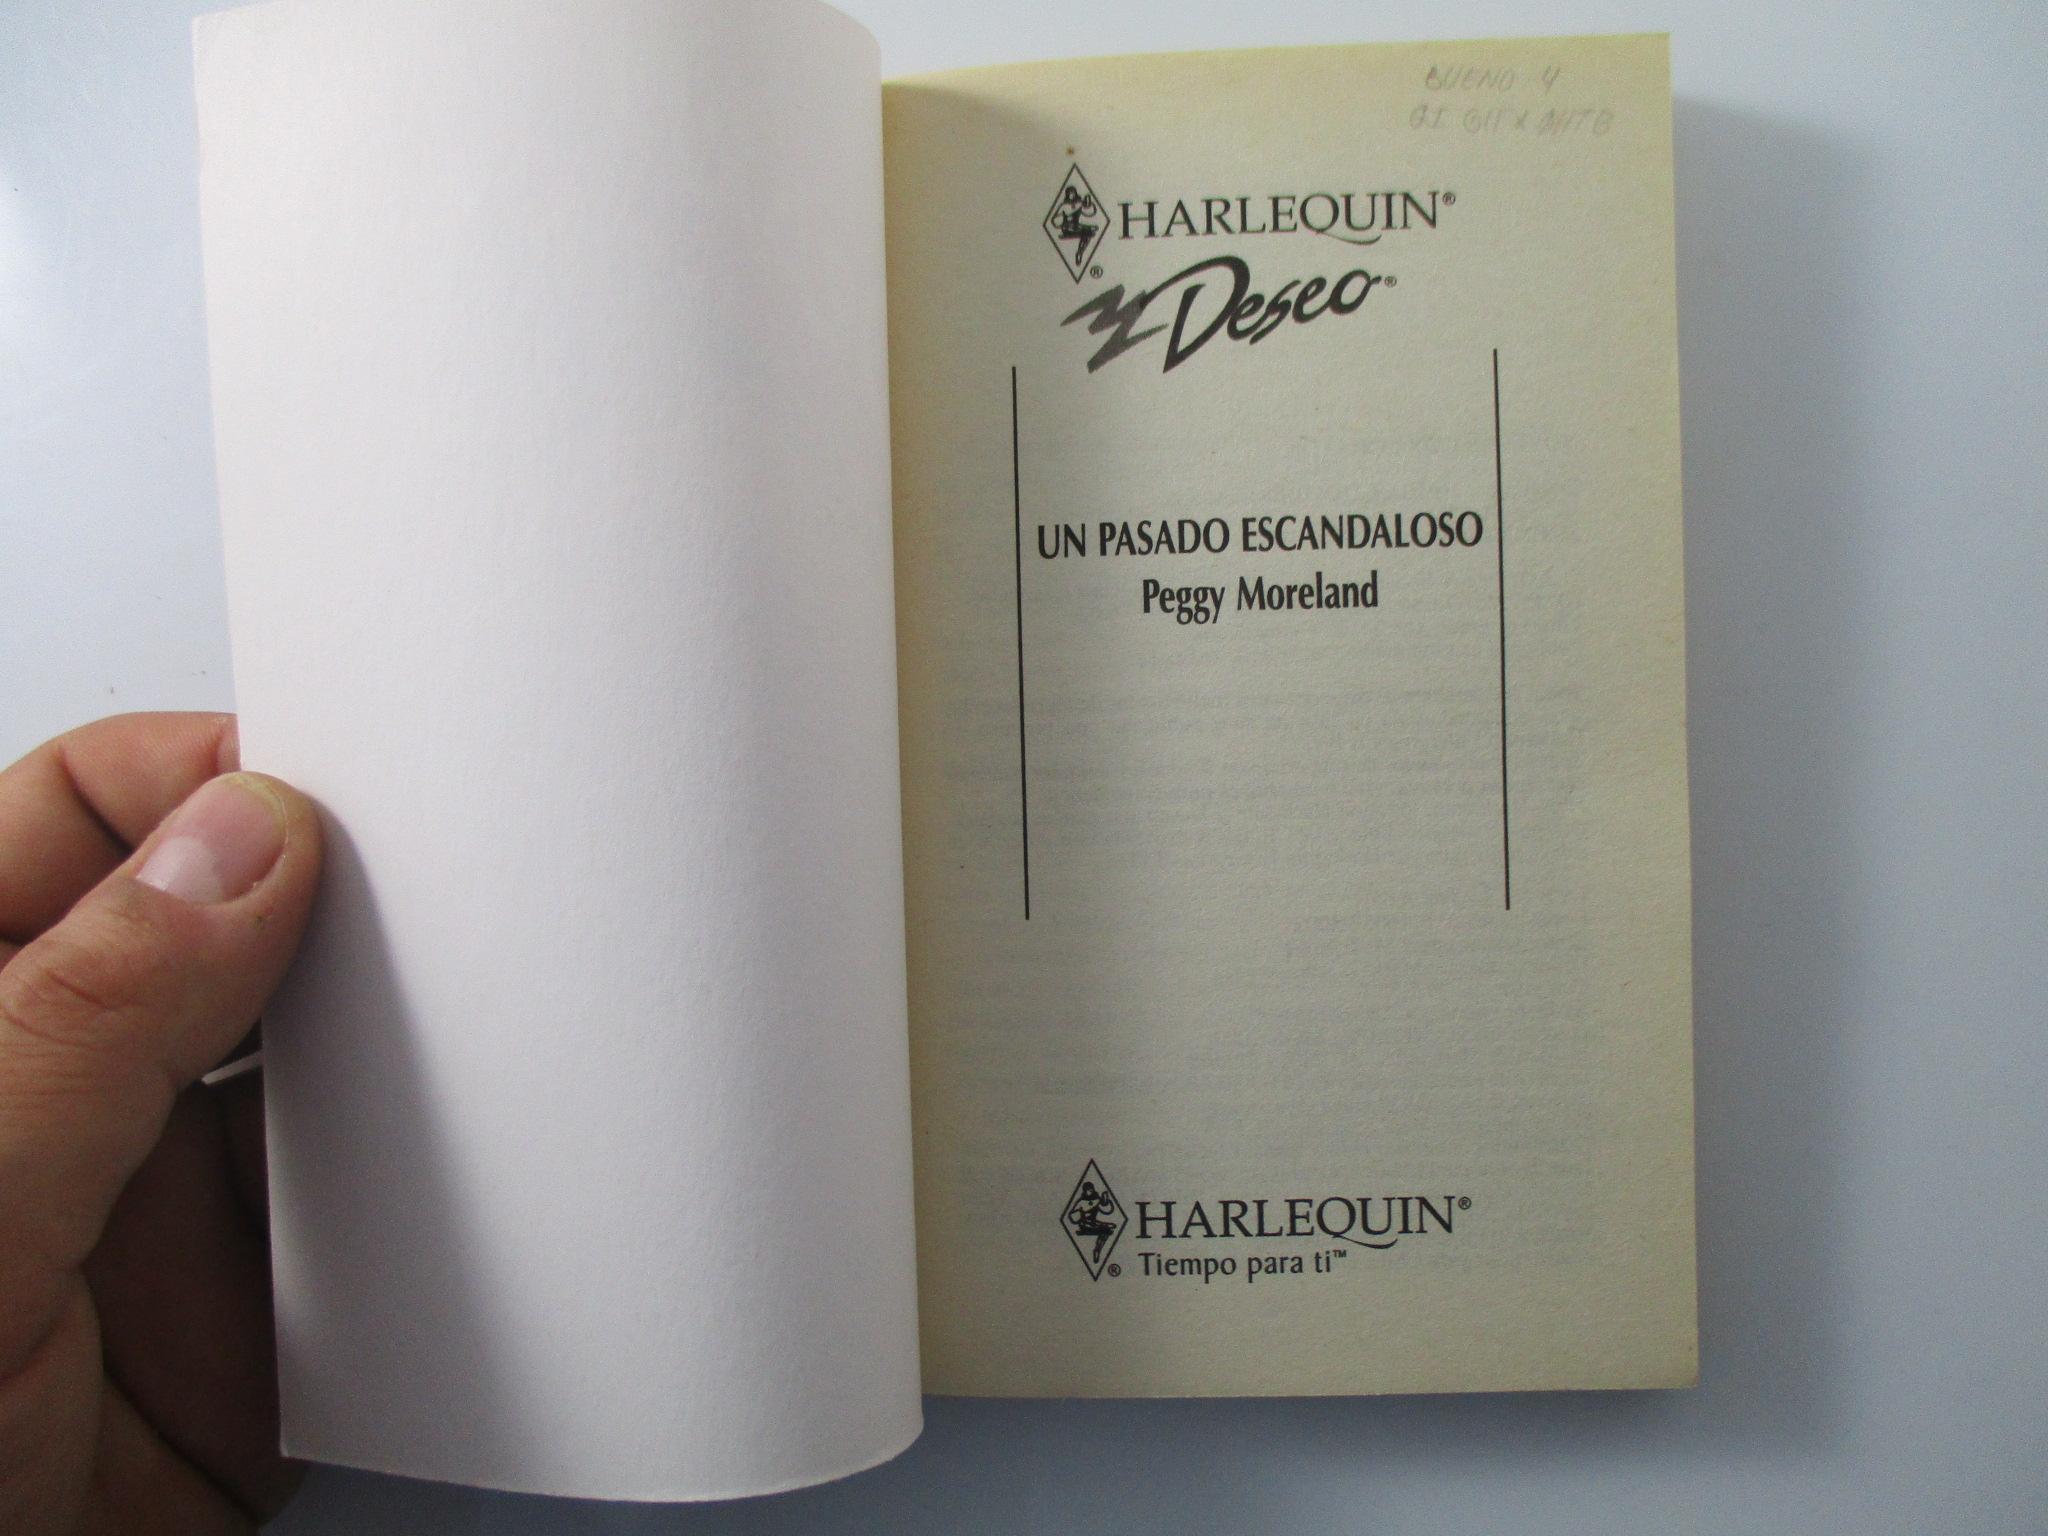 BUENO 4
HARLEQUIN®
®
Deseo®
UN PASADO ESCANDALOSO
Peggy Moreland
HARLEQUIN®
® Tiempo para ti™